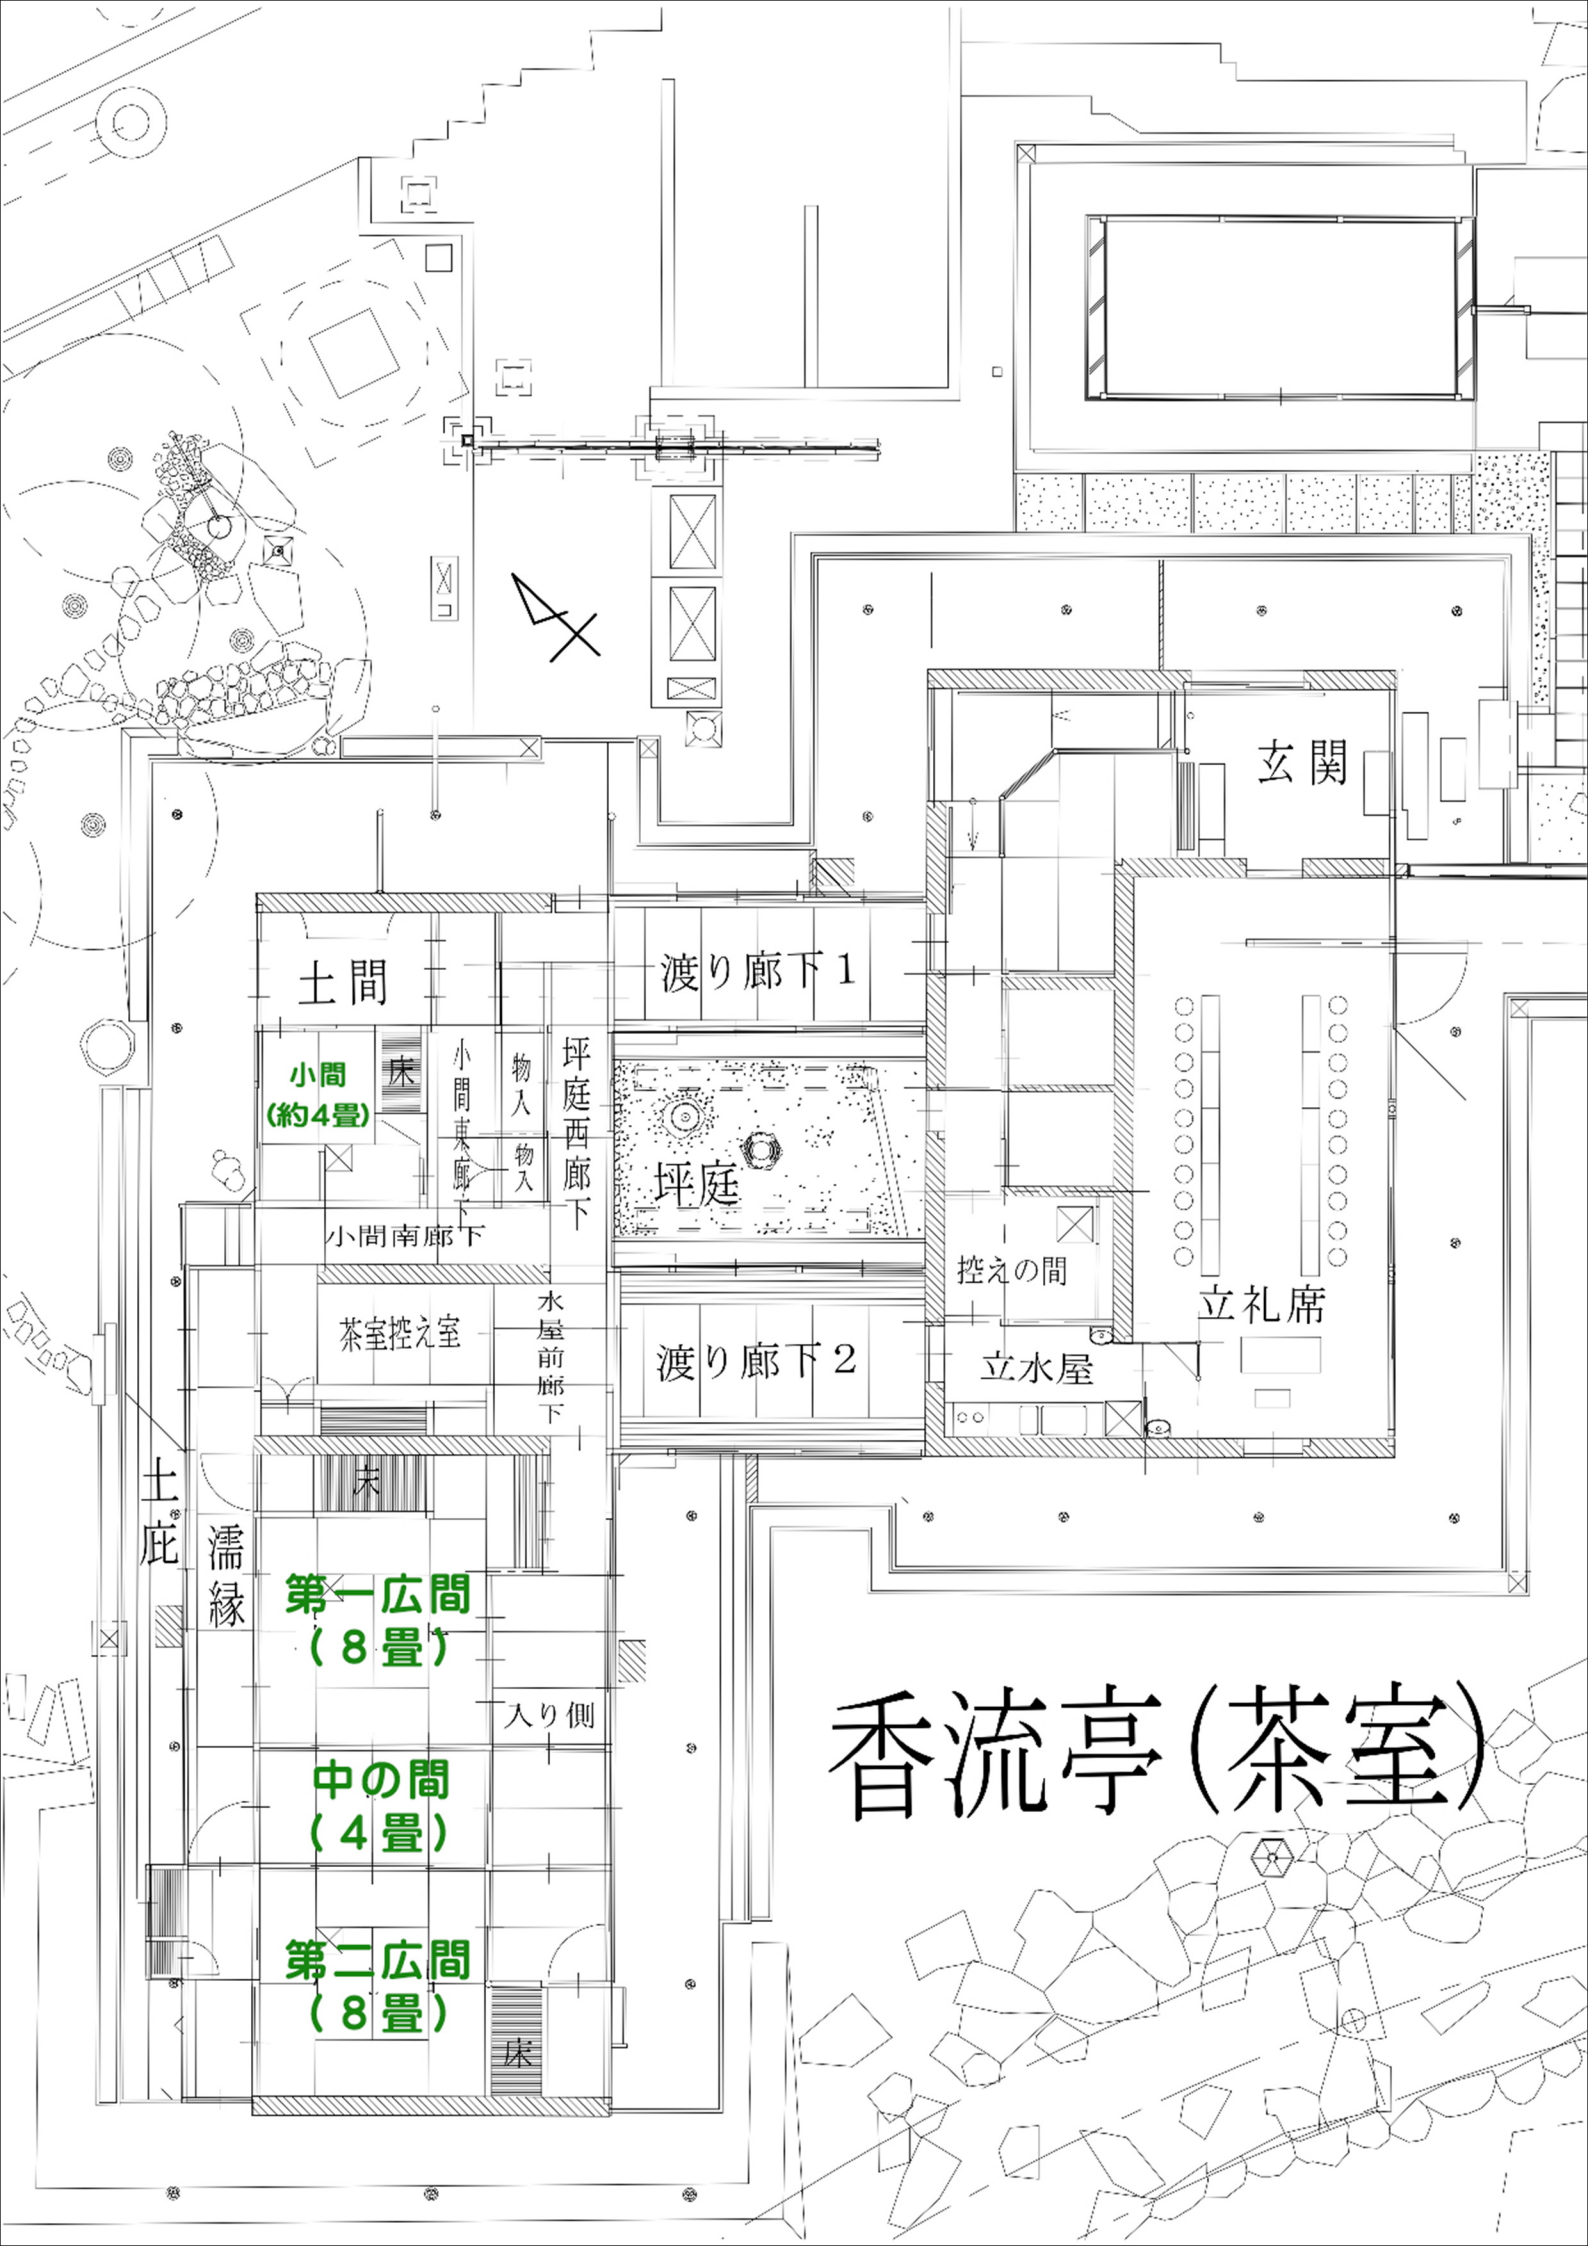 玄関
渡り廊下1
土間
小間
(約4畳)
床
小間東廊下
物入
物入
坪庭西廊下
坪庭
小間南廊下
控えの間
立礼席
茶室控え室
水屋前廊下
渡り廊下2
立水屋
土庇
濡縁
床
第一広間
(8畳)
入り側
中の間
(4畳)
第二広間
(8畳)
床
香流亭(茶室)